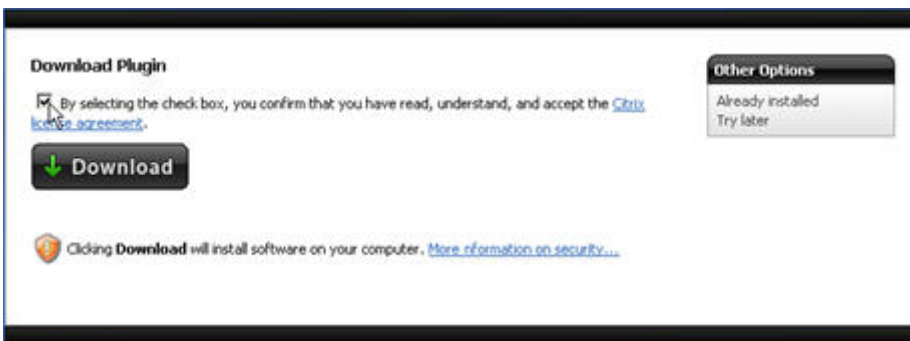 Download Plugin
By selecting the check box, you confirm that you have read, understand, and accept the Citrix
license agreement.
Download
Clicking Download will install software on your computer. More nformation on security...
Other Options
Already installed
Try later